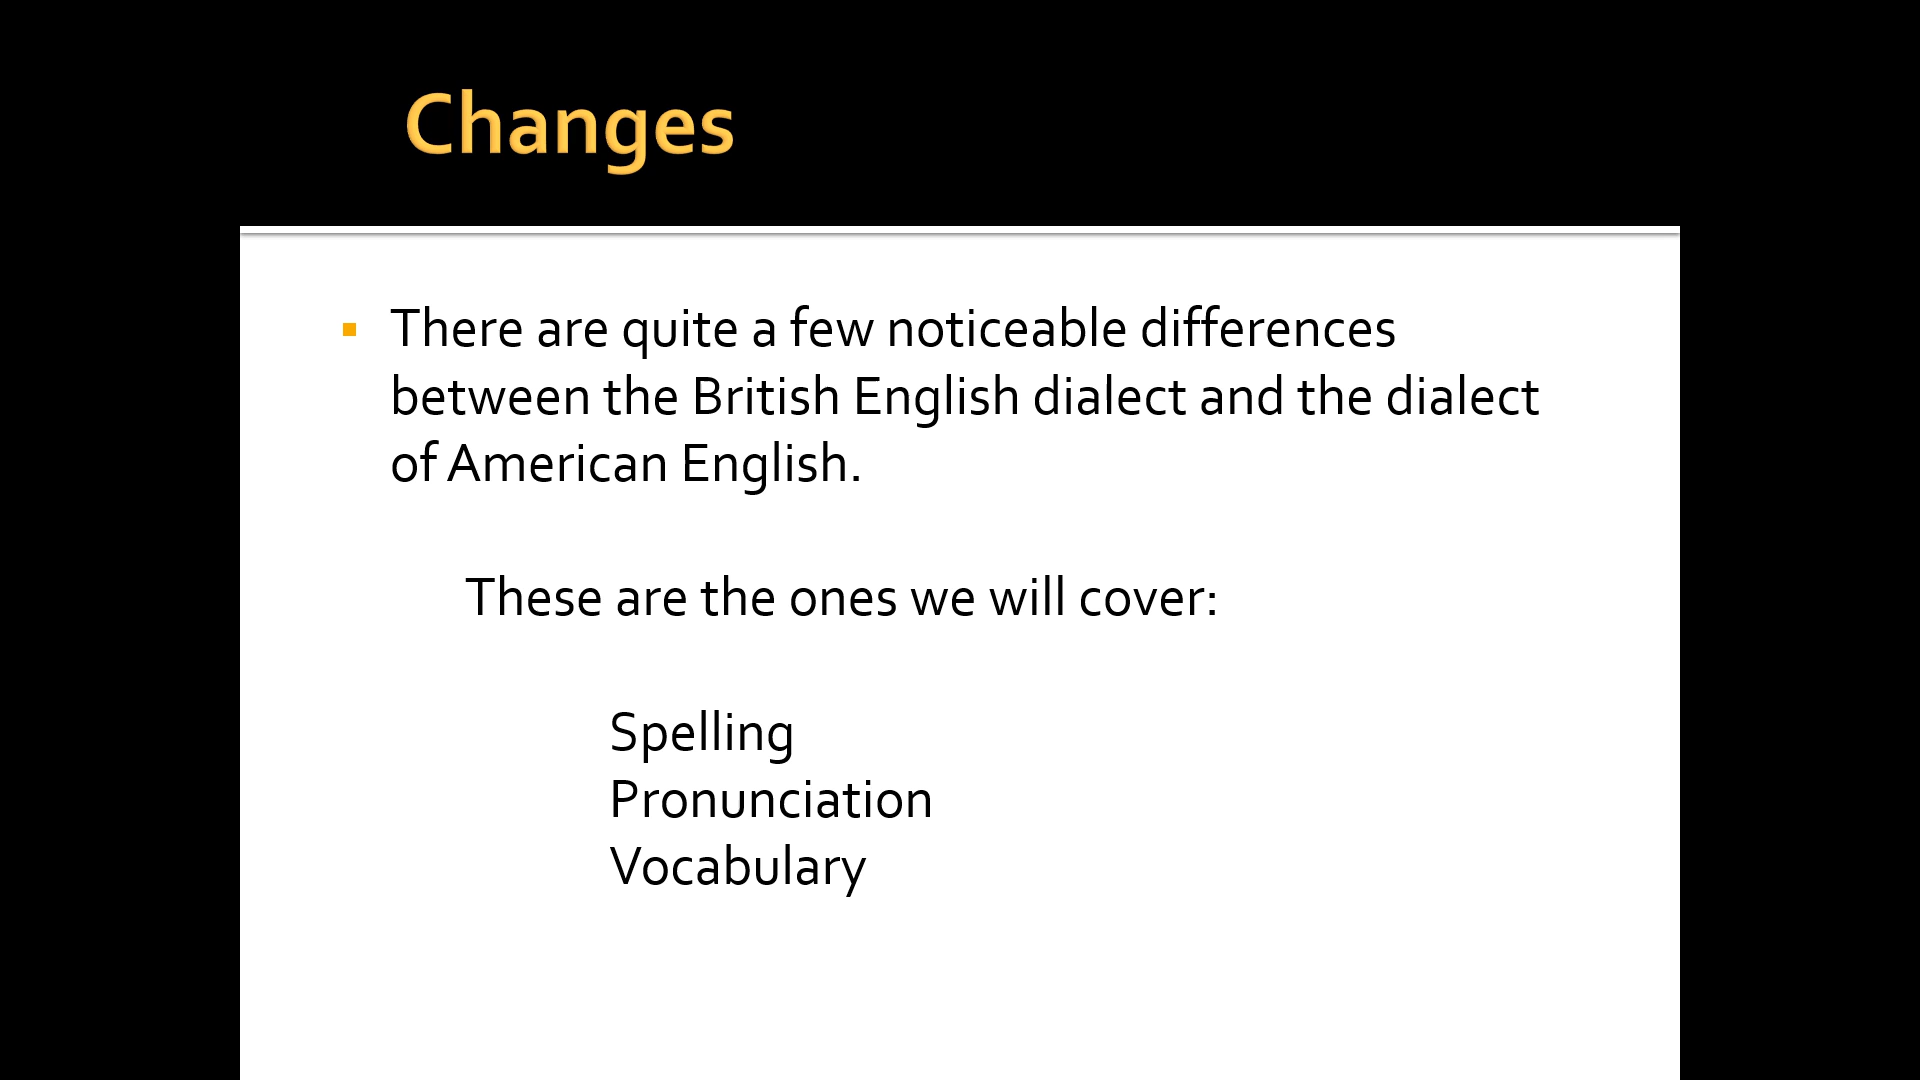 Changes
There are quite a few noticeable differences
between the British English dialect and the dialect
of American English.
These are the ones we will cover:
Spelling
Pronunciation
Vocabulary